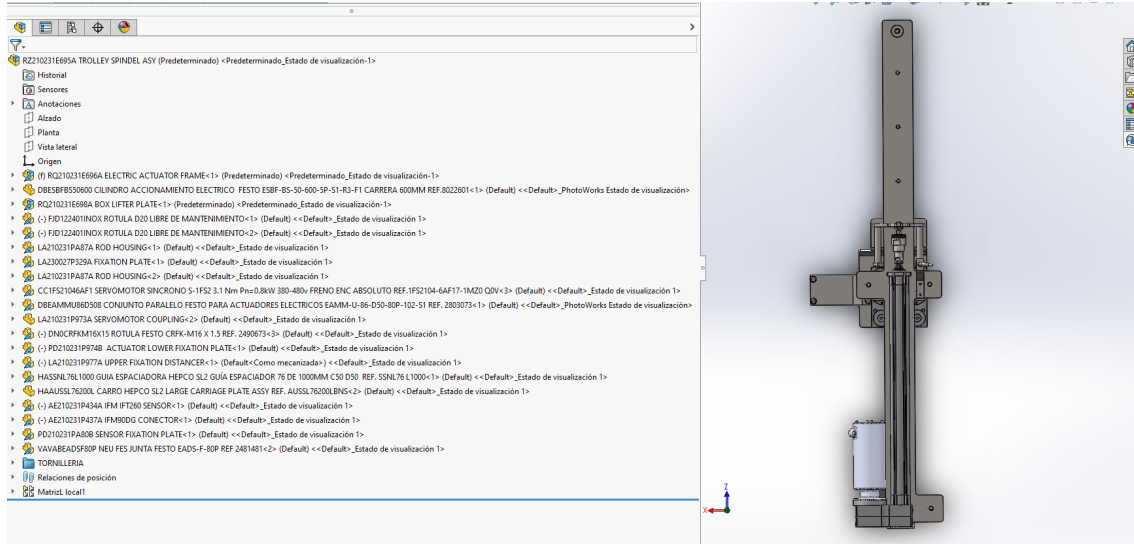 RZ210231E695A TROLLEY SPINDEL ASY (Predeterminado) <Predeterminado_Estado de visualización-1>
Historial
Sensores
Anotaciones
Alzado
Planta
Vista lateral
Origen
(f) RQ210231E696A ELECTRIC ACTUATOR FRAME<1> (Predeterminado) <Predeterminado_Estado de visualización-1>
DBESBFBS50600 CILINDRO ACCIONAMIENTO ELECTRICO FESTO ESBF-BS-50-600-5P-S1-R3-F1 CARRERA 600MM REF.8022601<1> (Default) <<Default>_PhotoWorks Estado de visualización>
RQ210231E698A BOX LIFTER PLATE<1> (Predeterminado) <Predeterminado_Estado de visualización-1>
(-) FJD122401INOX ROTULA D20 LIBRE DE MANTENIMIENTO<1> (Default) <<Default>_Estado de visualización 1>
(-) FJD122401INOX ROTULA D20 LIBRE DE MANTENIMIENTO<2> (Default) <<Default>_Estado de visualización 1>
LA210231PA87A ROD HOUSING<1> (Default) <<Default>_Estado de visualización 1>
LA230027P329A FIXATION PLATE<1> (Default) <<Default>_Estado de visualización 1>
LA210231PA87A ROD HOUSING<2> (Default) <<Default>_Estado de visualización 1>
CC1FS21046AF1 SERVOMOTOR SINCRONO S-1FS2 3.1 Nm Pn=0.8kW 380-480v FRENO ENC ABSOLUTO REF.1FS2104-6AF17-1MZ0 Q0V<3> (Default) <<Default>_Estado de visualización 1>
DBEAMMU86D508 CONJUNTO PARALELO FESTO PARA ACTUADORES ELECTRICOS EAMM-U-86-D50-80P-102-S1 REF. 2803073<1> (Default) <<Default>_PhotoWorks Estado de visualización>
LA210231P973A SERVOMOTOR COUPLING<2> (Default) <<Default>_Estado de visualización 1>
(-) DN0CRFKM16X15 ROTULA FESTO CRFK-M16 X 1.5 REF. 2490673<3> (Default) <<Default>_Estado de visualización 1>
(-) PD210231P974B ACTUATOR LOWER FIXATION PLATE<1> (Default) <<Default>_Estado de visualización 1>
(-) LA210231P977A UPPER FIXATION DISTANCER<1> (Default<Como mecanizada>) <<Default>_Estado de visualización 1>
HASSNL76L1000 GUIA ESPACIADORA HEPCO SL2 GUÍA ESPACIADOR 76 DE 1000MM C50 D50 REF. SSNL76 L1000<1> (Default) <<Default>_Estado de visualización 1>
HAAUSSL76200L CARRO HEPCO SL2 LARGE CARRIAGE PLATE ASSY REF. AUSSL76200LBNS<2> (Default) <<Default>_Estado de visualización 1>
(-) AE210231P434A IFM IFT260 SENSOR<1> (Default) <<Default>_Estado de visualización 1>
(-) AE210231P437A IFM90DG CONECTOR<1> (Default) <<Default>_Estado de visualización 1>
PD210231PA80B SENSOR FIXATION PLATE<1> (Default) <<Default>_Estado de visualización 1>
VAVABEADSF80P NEU FES JUNTA FESTO EADS-F-80P REF 2481481<2> (Default) <<Default>_Estado de visualización 1>
TORNILLERIA
Relaciones de posición
MatrizL local1
Z
X